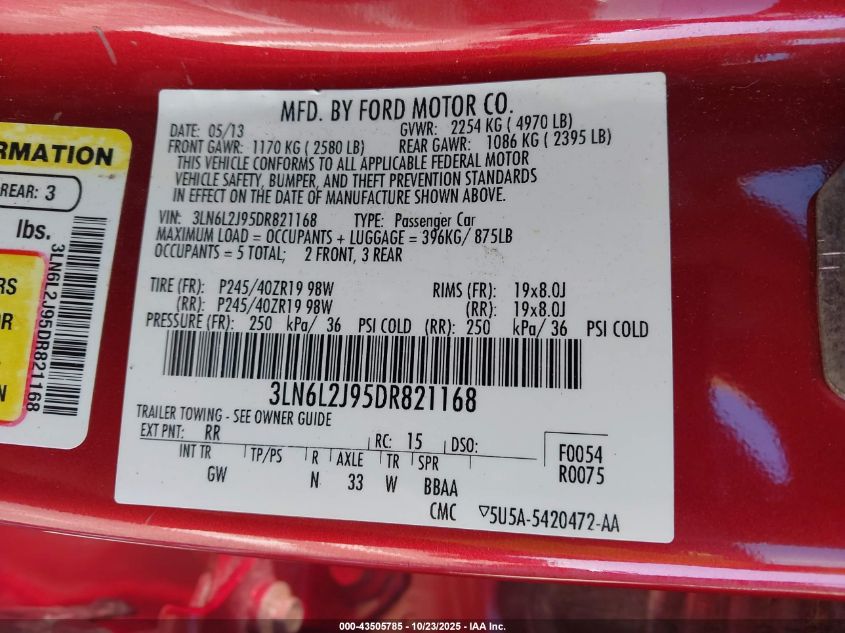 RMATION
REAR: 3
lbs.
3LN6L2J95DR821168
RS
OR
N
MFD. BY FORD MOTOR CO.
DATE: 05/13 GVWR: 2254 KG ( 4970 LB)
FRONT GAWR: 1170 KG ( 2580 LB) REAR GAWR: 1086 KG ( 2395 LB)
THIS VEHICLE CONFORMS TO ALL APPLICABLE FEDERAL MOTOR
VEHICLE SAFETY, BUMPER, AND THEFT PREVENTION STANDARDS
IN EFFECT ON THE DATE OF MANUFACTURE SHOWN ABOVE.
VIN: 3LN6L2J95DR821168 TYPE: Passenger Car
MAXIMUM LOAD = OCCUPANTS + LUGGAGE = 396KG/ 875LB
OCCUPANTS = 5 TOTAL; 2 FRONT, 3 REAR
TIRE (FR): P245/40ZR19 98W RIMS (FR): 19x8.0J
(RR): P245/40ZR19 98W (RR): 19x8.0J
PRESSURE (FR): 250 kPa/ 36 PSI COLD (RR): 250 kPa/ 36 PSI COLD
3LN6L2J95DR821168
TRAILER TOWING - SEE OWNER GUIDE
EXT PNT: RR RC: 15 DSO: F0054
INT TR TP/PS R AXLE TR SPR R0075
GW N 33 W BBAA
CMC ▽5U5A-5420472-AA
000-43505785 - 10/23/2025 - IAA Inc.